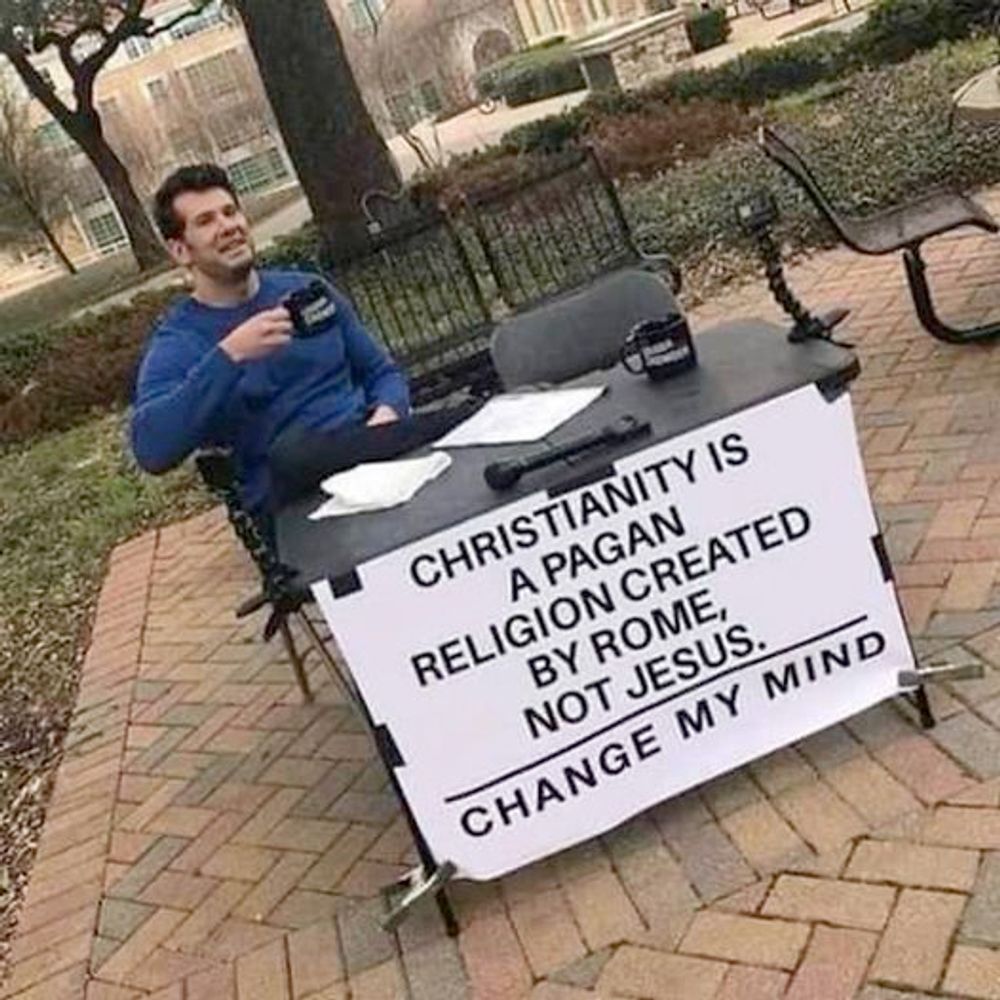 CHRISTIANITY IS
A PAGAN
RELIGION CREATED
BY ROME,
NOT JESUS.
CHANGE MY MIND